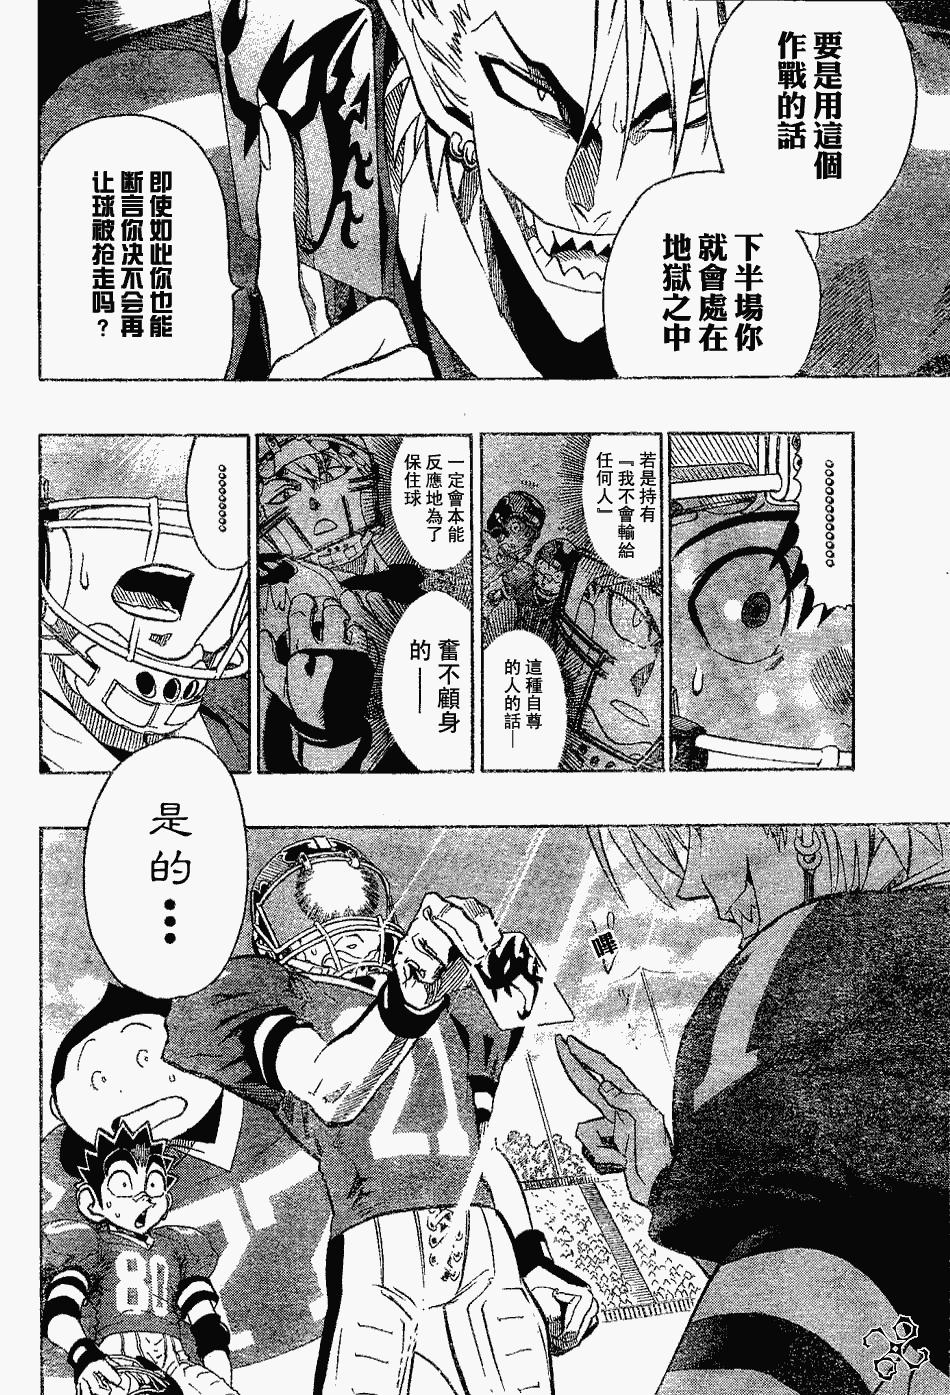 要是用這個
作戰的話
下半場你
就會處在
地獄之中
即使如此你也能
断言你决不会再
让球被抢走吗？
…………
若是持有
『我不會輸給
任何人』
這種自尊
的人的話—
一定會本能
反應地為了
保住球
奮不顧身
的——
………
是
的
…
嗶
21
80
77